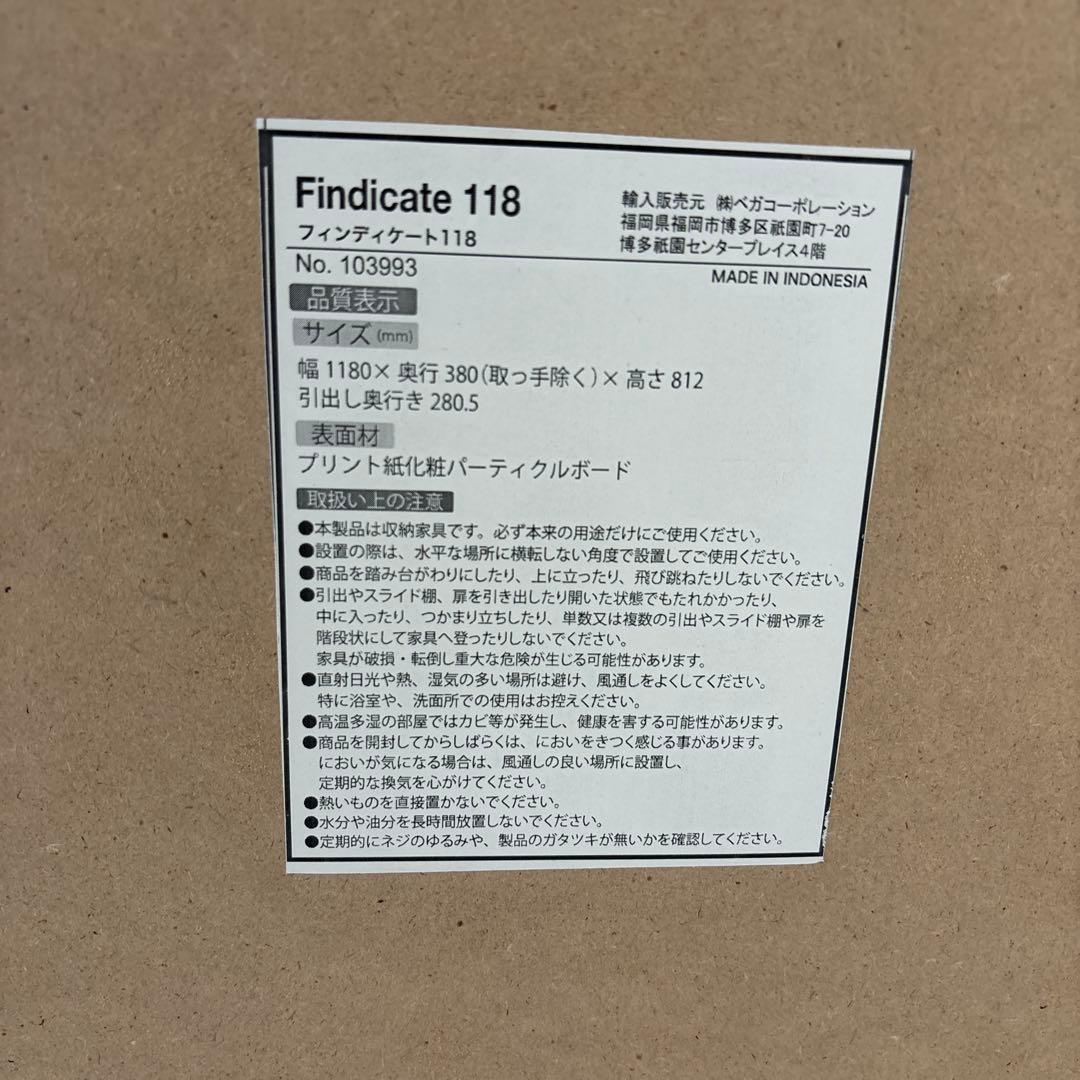 Findicate 118
フィンディケート118
輸入販売元 ㈱ベガコーポレーション
福岡県福岡市博多区祇園町7-20
博多祇園センタープレイス4階
No. 103993
MADE IN INDONESIA
品質表示
サイズ(mm)
幅 1180× 奥行 380(取っ手除く)× 高さ 812
引出し奥行き 280.5
表面材
プリント紙化粧パーティクルボード
取扱い上の注意
●本製品は収納家具です。必ず本来の用途だけにご使用ください。
●設置の際は、水平な場所に横転しない角度で設置してご使用ください。
●商品を踏み台がわりにしたり、上に立ったり、飛び跳ねたりしないでください。
●引出やスライド棚、扉を引き出したり開いた状態でもたれかかったり、
中に入ったり、つかまり立ちしたり、単数又は複数の引出やスライド棚や扉を
階段状にして家具へ登ったりしないでください。
家具が破損・転倒し重大な危険が生じる可能性があります。
●直射日光や熱、湿気の多い場所は避け、風通しをよくしてください。
特に浴室や、洗面所での使用はお控えください。
●高温多湿の部屋ではカビ等が発生し、健康を害する可能性があります。
●商品を開封してからしばらくは、においをきつく感じる事があります。
においが気になる場合は、風通しの良い場所に設置し、
定期的な換気を心がけてください。
●熱いものを直接置かないでください。
●水分や油分を長時間放置しないでください。
●定期的にネジのゆるみや、製品のガタツキが無いかを確認してください。